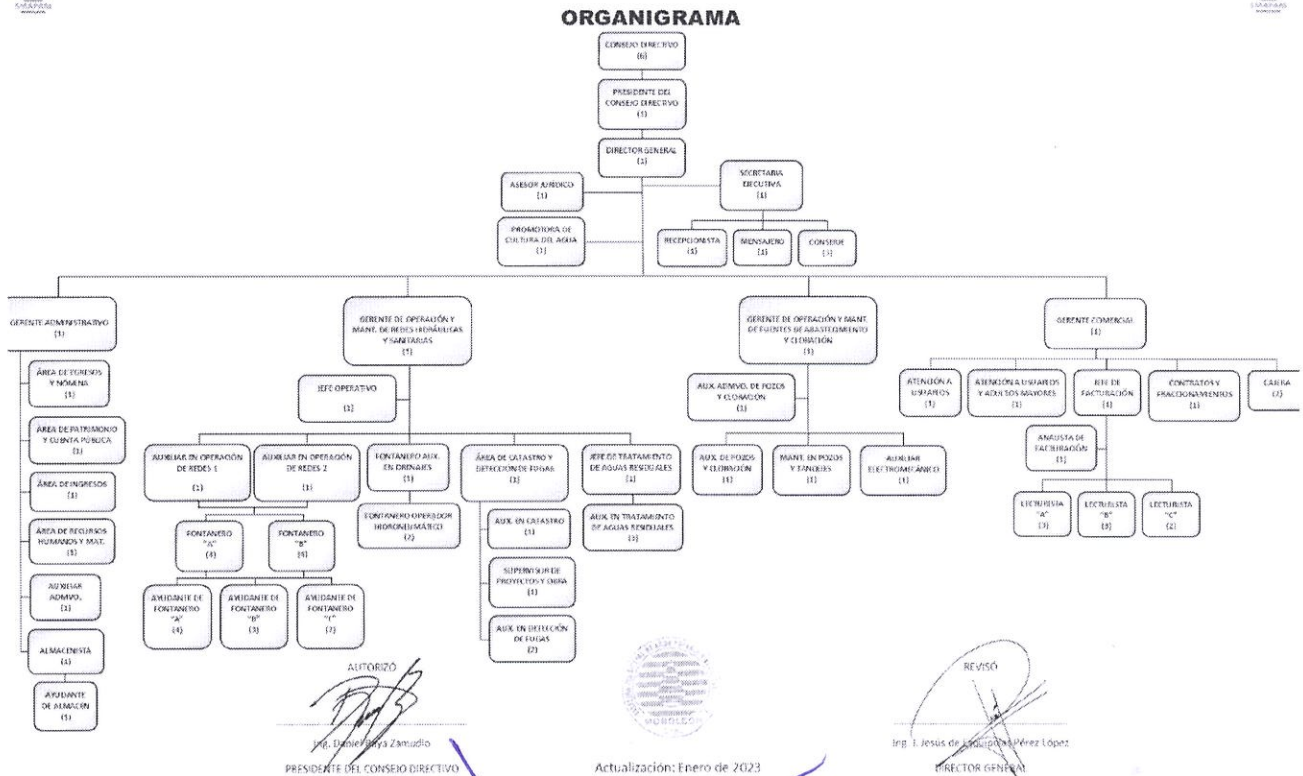 ORGANIGRAMA
CONSEJO DIRECTIVO
(6)
PRESIDENTE DEL
CONSEJO DIRECTIVO
(1)
DIRECTOR GENERAL
(1)
ASESOR JURÍDICO
(1)
SECRETARIA
EJECUTIVA
(1)
PROMOTORA DE
CULTURA DEL AGUA
(1)
RECEPCIONISTA
(1)
MENSAJERO
(1)
CONSERJE
GERENTE ADMINISTRATIVO
(1)
GERENTE DE OPERACIÓN Y
MANT. DE REDES HIDRÁULICAS
Y SANITARIAS
(1)
GERENTE DE OPERACIÓN Y MANT.
DE FUENTES DE ABASTECIMIENTO
Y CLORACIÓN
(1)
GERENTE COMERCIAL
(1)
ÁREA DE EGRESOS
Y NÓMINA
(1)
ÁREA DE PATRIMONIO
Y CUENTA PÚBLICA
(1)
ÁREA DE INGRESOS
(1)
ÁREA DE RECURSOS
HUMANOS Y MAT.
(1)
AUXILIAR
ADMVO.
(1)
ALMACENISTA
(1)
AYUDANTE
DE ALMACEN
(1)
JEFE OPERATIVO
(1)
AUXILIAR EN OPERACIÓN
DE REDES 1
(1)
AUXILIAR EN OPERACIÓN
DE REDES 2
(1)
FONTANERO AUX.
EN DRENAJES
(1)
ÁREA DE CATASTRO Y
DETECCIÓN DE FUGAS
(1)
JEFE DE TRATAMIENTO
DE AGUAS RESIDUALES
(1)
FONTANERO OPERADOR
HIDRONEUMÁTICO
(2)
FONTANERO
"A"
(4)
FONTANERO
"B"
(4)
AYUDANTE DE
FONTANERO
"A"
(4)
AYUDANTE DE
FONTANERO
"B"
(3)
AYUDANTE DE
FONTANERO
"C"
AUX. EN CATASTRO
(1)
SUPERVISOR DE
PROYECTOS Y OBRA
(1)
AUX. EN DETECCIÓN
DE FUGAS
(2)
AUX. EN TRATAMIENTO
DE AGUAS RESIDUALES
(3)
AUX. ADMVO. DE POZOS
Y CLORACIÓN
(1)
AUX. DE POZOS
Y CLORACIÓN
(1)
MANT. EN POZOS
Y TANQUES
(1)
AUXILIAR
ELECTROMECÁNICO
(1)
ATENCIÓN A
USUARIOS
(1)
ATENCIÓN A USUARIOS
Y ADULTOS MAYORES
(1)
JEFE DE
FACTURACIÓN
(1)
CONTRATOS Y
FRACCIONAMIENTOS
(1)
CAJERA
(2)
ANALISTA DE
FACTURACIÓN
(1)
LECTURISTA
"A"
(3)
LECTURISTA
"B"
LECTURISTA
"C"
(2)
AUTORIZÓ
Ing. Daniel Zamudio
PRESIDENTE DEL CONSEJO DIRECTIVO
MOROLEON
Actualización: Enero de 2023
REVISÓ
Ing. J. Jesús de Esquipulas Pérez López
DIRECTOR GENERAL